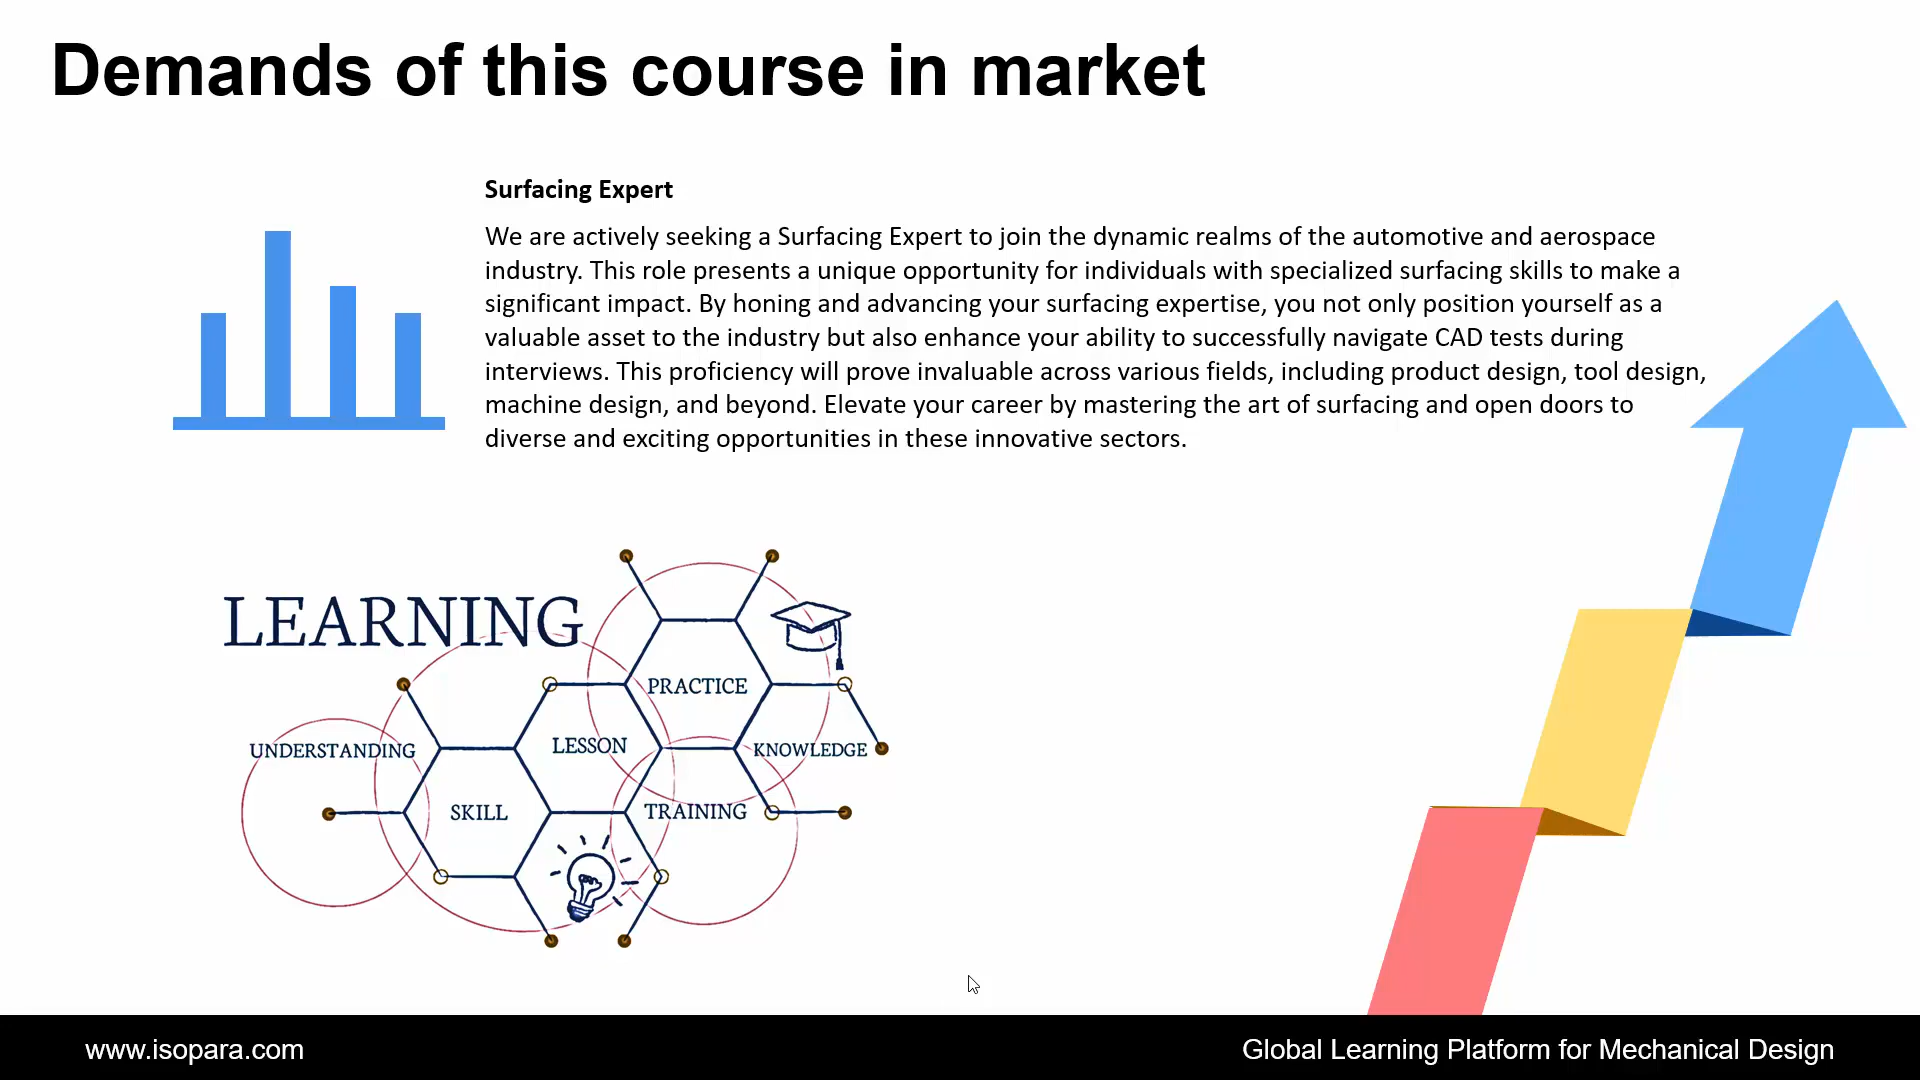 Demands of this course in market
Surfacing Expert
We are actively seeking a Surfacing Expert to join the dynamic realms of the automotive and aerospace
industry. This role presents a unique opportunity for individuals with specialized surfacing skills to make a
significant impact. By honing and advancing your surfacing expertise, you not only position yourself as a
valuable asset to the industry but also enhance your ability to successfully navigate CAD tests during
interviews. This proficiency will prove invaluable across various fields, including product design, tool design,
machine design, and beyond. Elevate your career by mastering the art of surfacing and open doors to
diverse and exciting opportunities in these innovative sectors.
LEARNING
PRACTICE
UNDERSTANDING
LESSON
KNOWLEDGE
SKILL
TRAINING
www.isopara.com
Global Learning Platform for Mechanical Design